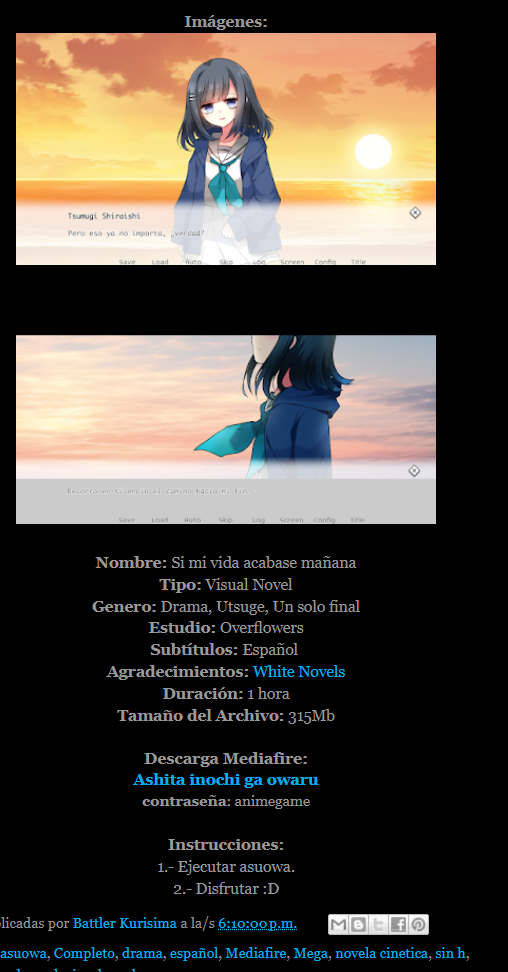 Imágenes:
Tsumugi Shiraishi
Pero eso ya no importa, ¿verdad?
Save Load Auto Skip Log Screen Config Title
Recorro en silencio el camino hacia mi fin.
Save Load Auto Skip Log Screen Config Title
Nombre: Si mi vida acabase mañana
Tipo: Visual Novel
Genero: Drama, Utsuge, Un solo final
Estudio: Overflowers
Subtítulos: Español
Agradecimientos: White Novels
Duración: 1 hora
Tamaño del Archivo: 315Mb
Descarga Mediafire:
Ashita inochi ga owaru
contraseña: animegame
Instrucciones:
1.- Ejecutar asuowa.
2.- Disfrutar :D
licadas por Battler Kurisima a la/s 6:10:00 p.m.
asuowa, Completo, drama, español, Mediafire, Mega, novela cinetica, sin h,